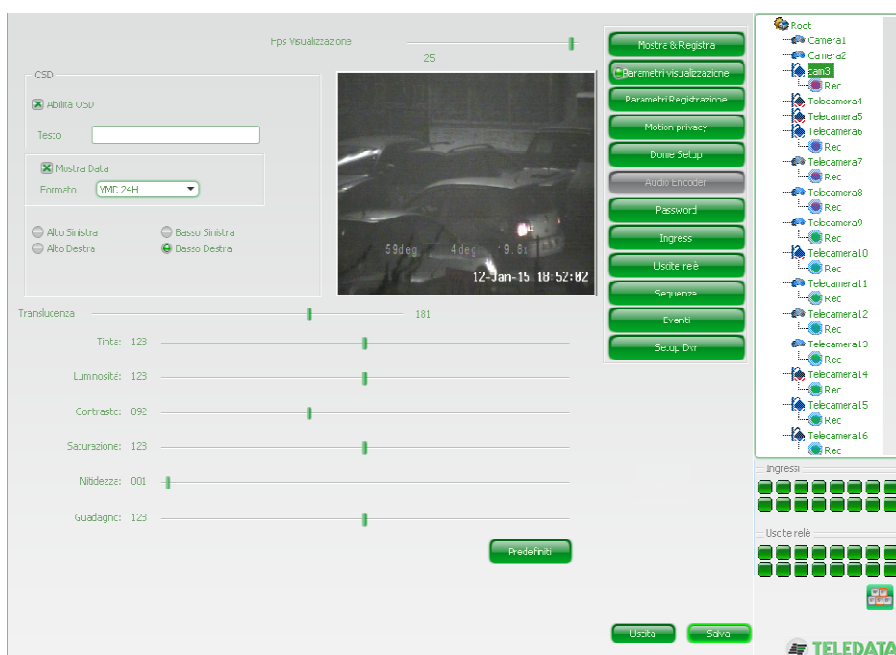 Fps Visualizzazione
25
OSD
Abilita OSD
Testo
Mostra Data
Formato
YMD 24H
Alto Sinistra
Basso Sinistra
Alto Destra
Basso Destra
59deg 4deg 9.8x
12-Jan-15 18:52:02
Translucenza
181
Tinta: 123
Luminosità: 123
Contrasto: 092
Saturazione: 123
Nitidezza: 001
Guadagno: 123
Predefiniti
Uscita
Salva
Mostra & Registra
Parametri visualizzazione
Parametri Registrazione
Motion privacy
Dome Setup
Audio Encoder
Password
Ingressi
Uscite relè
Sequenza
Eventi
Setup Dvr
Root
Camera1
Camera2
cam3
Rec
Telecamera4
Telecamera5
Telecamera6
Rec
Telecamera7
Rec
Telecamera8
Rec
Telecamera9
Rec
Telecamera10
Rec
Telecamera11
Rec
Telecamera12
Rec
Telecamera13
Rec
Telecamera14
Rec
Telecamera15
Rec
Telecamera16
Rec
Ingressi
Uscite relè
TELEDATA